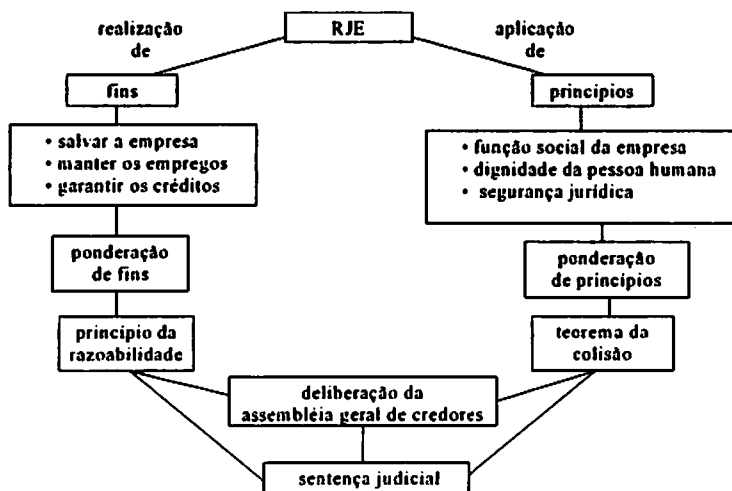 RJE
realização
de
aplicação
de
fins
princípios
• salvar a empresa
• manter os empregos
• garantir os créditos
• função social da empresa
• dignidade da pessoa humana
• segurança jurídica
ponderação
de fins
ponderação
de princípios
princípio da
razoabilidade
teorema da
colisão
deliberação da
assembléia geral de credores
sentença judicial